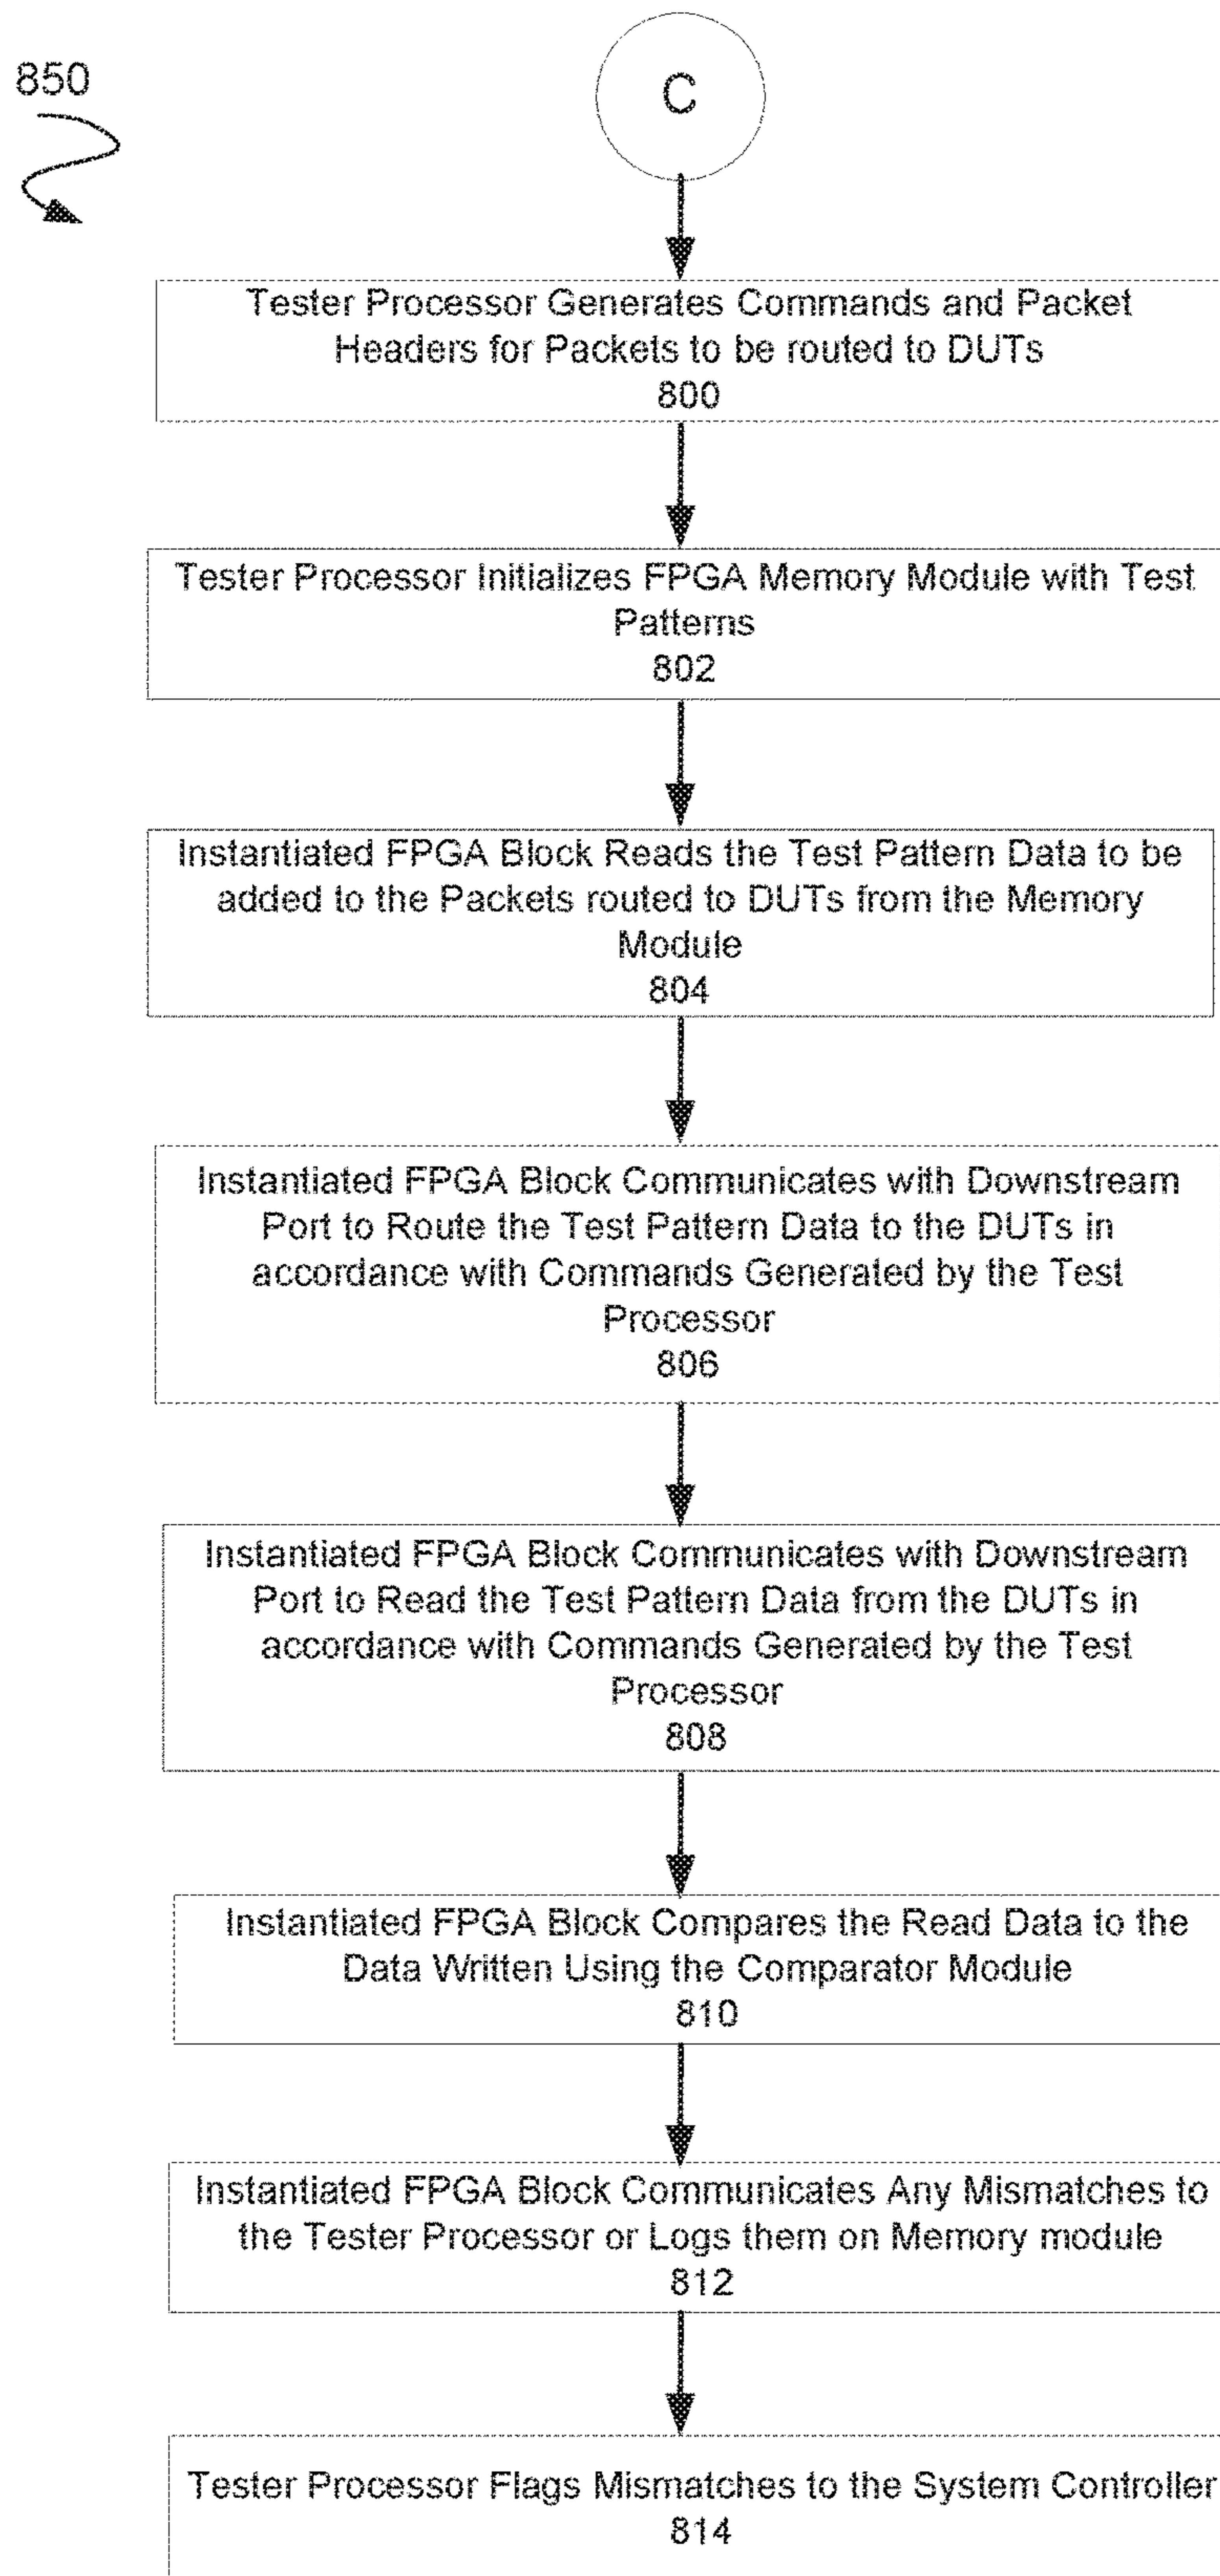 850
C
Tester Processor Generates Commands and Packet
Headers for Packets to be routed to DUTs
800
Tester Processor Initializes FPGA Memory Module with Test
Patterns
802
Instantiated FPGA Block Reads the Test Pattern Data to be
added to the Packets routed to DUTs from the Memory
Module
804
Instantiated FPGA Block Communicates with Downstream
Port to Route the Test Pattern Data to the DUTs in
accordance with Commands Generated by the Test
Processor
806
Instantiated FPGA Block Communicates with Downstream
Port to Read the Test Pattern Data from the DUTs in
accordance with Commands Generated by the Test
Processor
808
Instantiated FPGA Block Compares the Read Data to the
Data Written Using the Comparator Module
810
Instantiated FPGA Block Communicates Any Mismatches to
the Tester Processor or Logs them on Memory module
812
Tester Processor Flags Mismatches to the System Controller
814